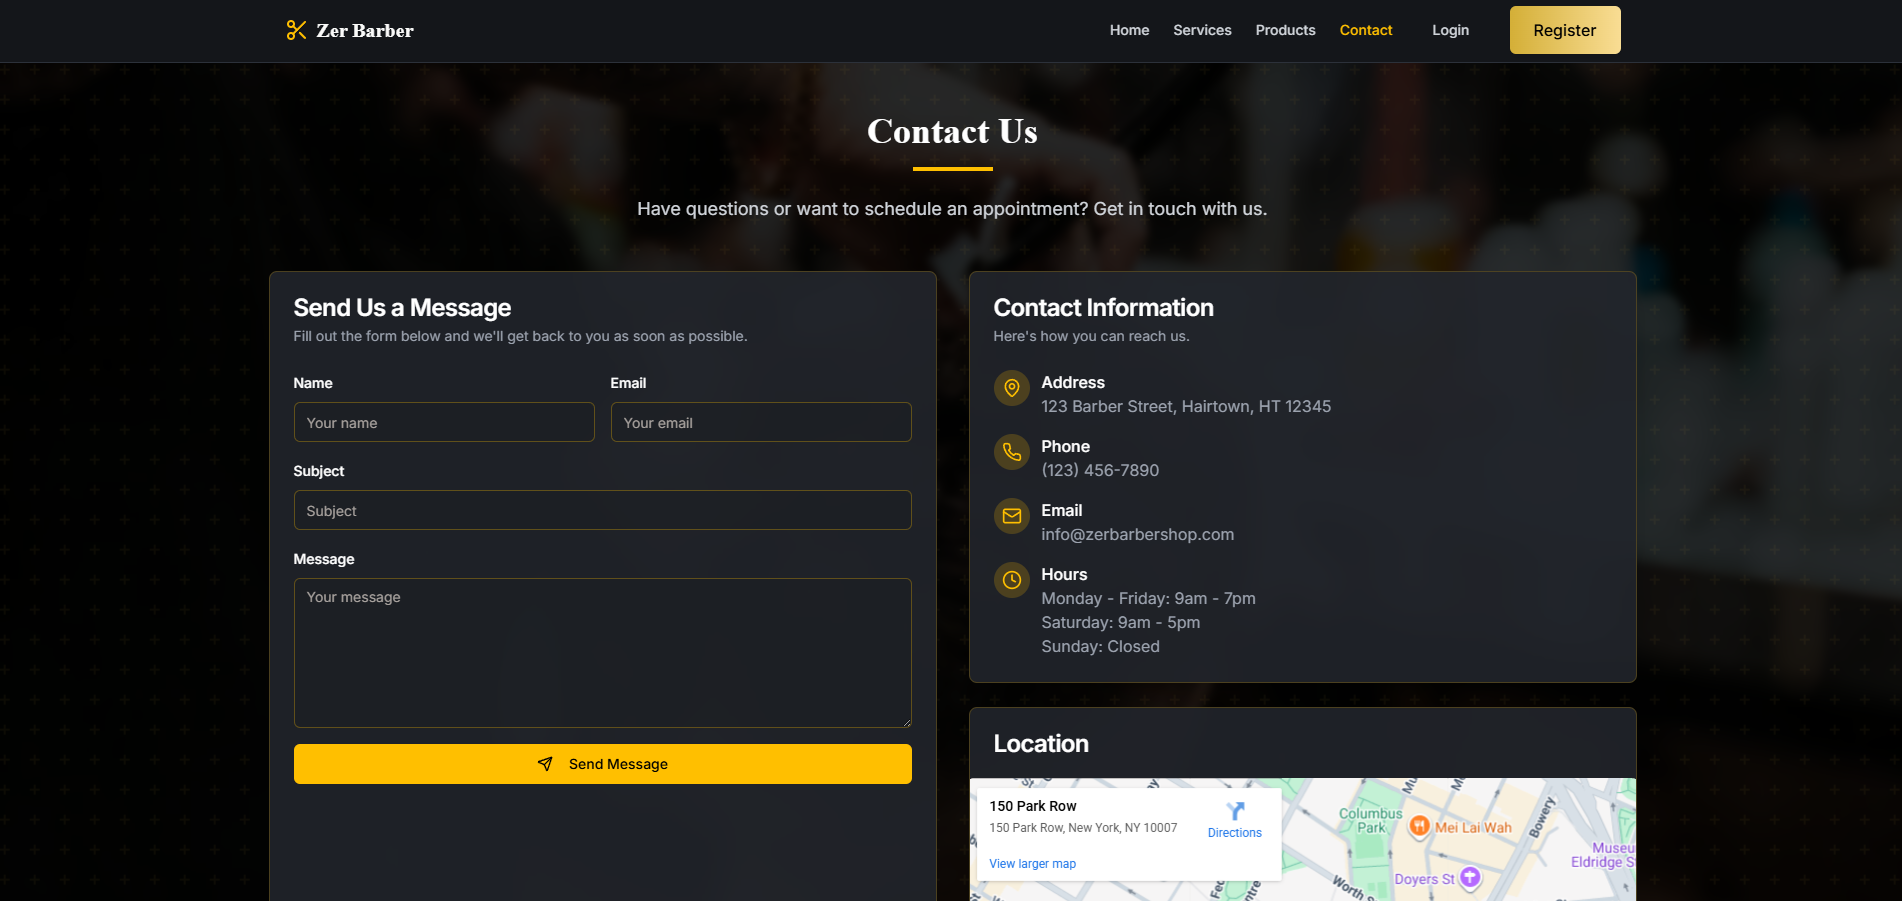 Zer Barber
Home
Services
Products
Contact
Login
Register
Contact Us
Have questions or want to schedule an appointment? Get in touch with us.
Send Us a Message
Fill out the form below and we'll get back to you as soon as possible.
Name
Email
Your name
Your email
Subject
Subject
Message
Your message
Send Message
Contact Information
Here's how you can reach us.
Address
123 Barber Street, Hairtown, HT 12345
Phone
(123) 456-7890
Email
info@zerbarbershop.com
Hours
Monday - Friday: 9am - 7pm
Saturday: 9am - 5pm
Sunday: Closed
Location
150 Park Row
150 Park Row, New York, NY 10007
Directions
View larger map
Columbus
Park
Mei Lai Wah
Bowery
Eldridge
Doyers St
Worth